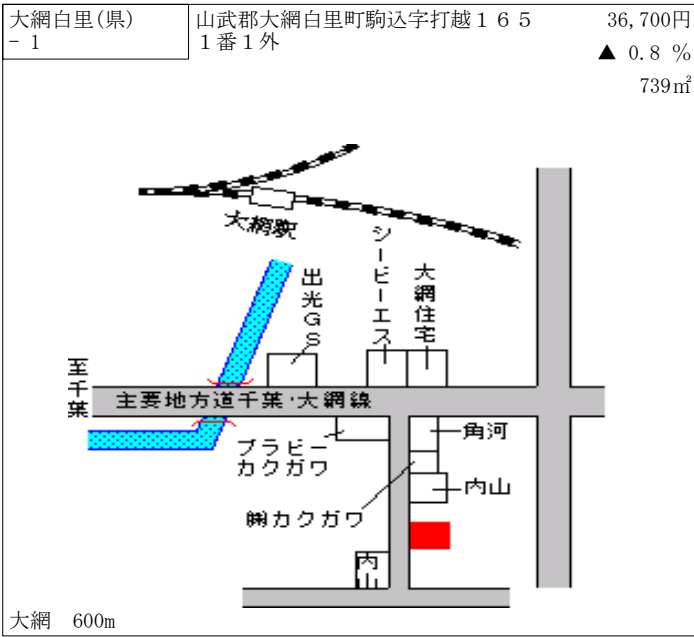 大網白里(県)
－1
山武郡大網白里町駒込字打越１６５
１番１外
36,700円
▲ 0.8 %
739㎡
大網駅
シービーエス
大網住宅
出光ＧＳ
至千葉
主要地方道千葉・大網線
プラビー
カクガワ
角河
内山
㈱カクガワ
内山
大網　600m